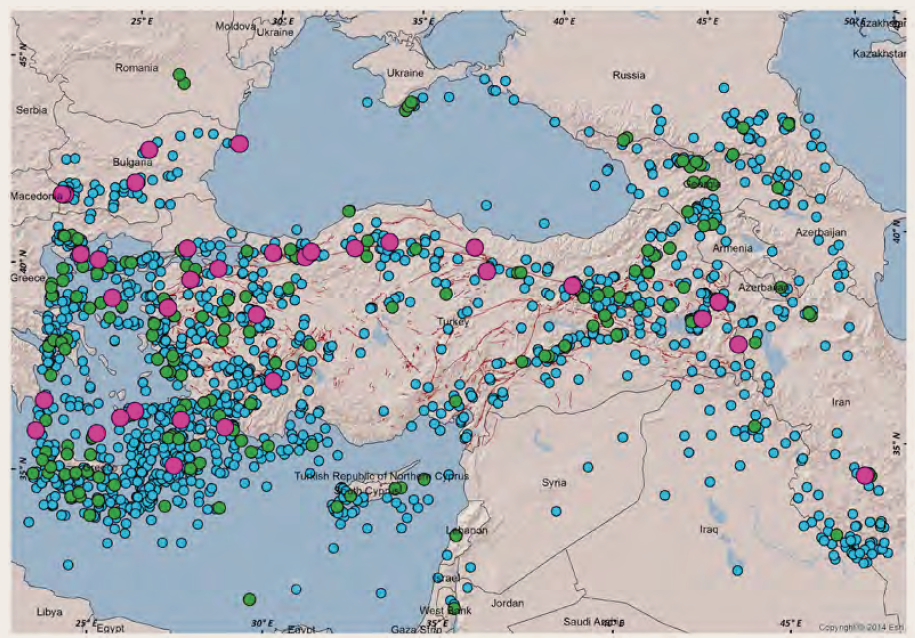 25° E
30° E
35° E
40° E
45° E
50° E
Moldova
Ukraine
Kazakhstan
45° N
Kazakhstan
Romania
Ukraine
Russia
Serbia
Bulgaria
Macedonia
Georgia
40° N
Azerbaijan
Armenia
40° N
Greece
Azerbaijan
Turkey
Iran
35° N
35° N
Turkish Republic of Northern Cyprus
South Cyprus
Syria
Lebanon
Iraq
Israel
West Bank
Jordan
Libya
Egypt
25° E
30° E
Egypt
Gaza Strip
Saudi Arabia
45° E
Copyright:© 2014 Esri